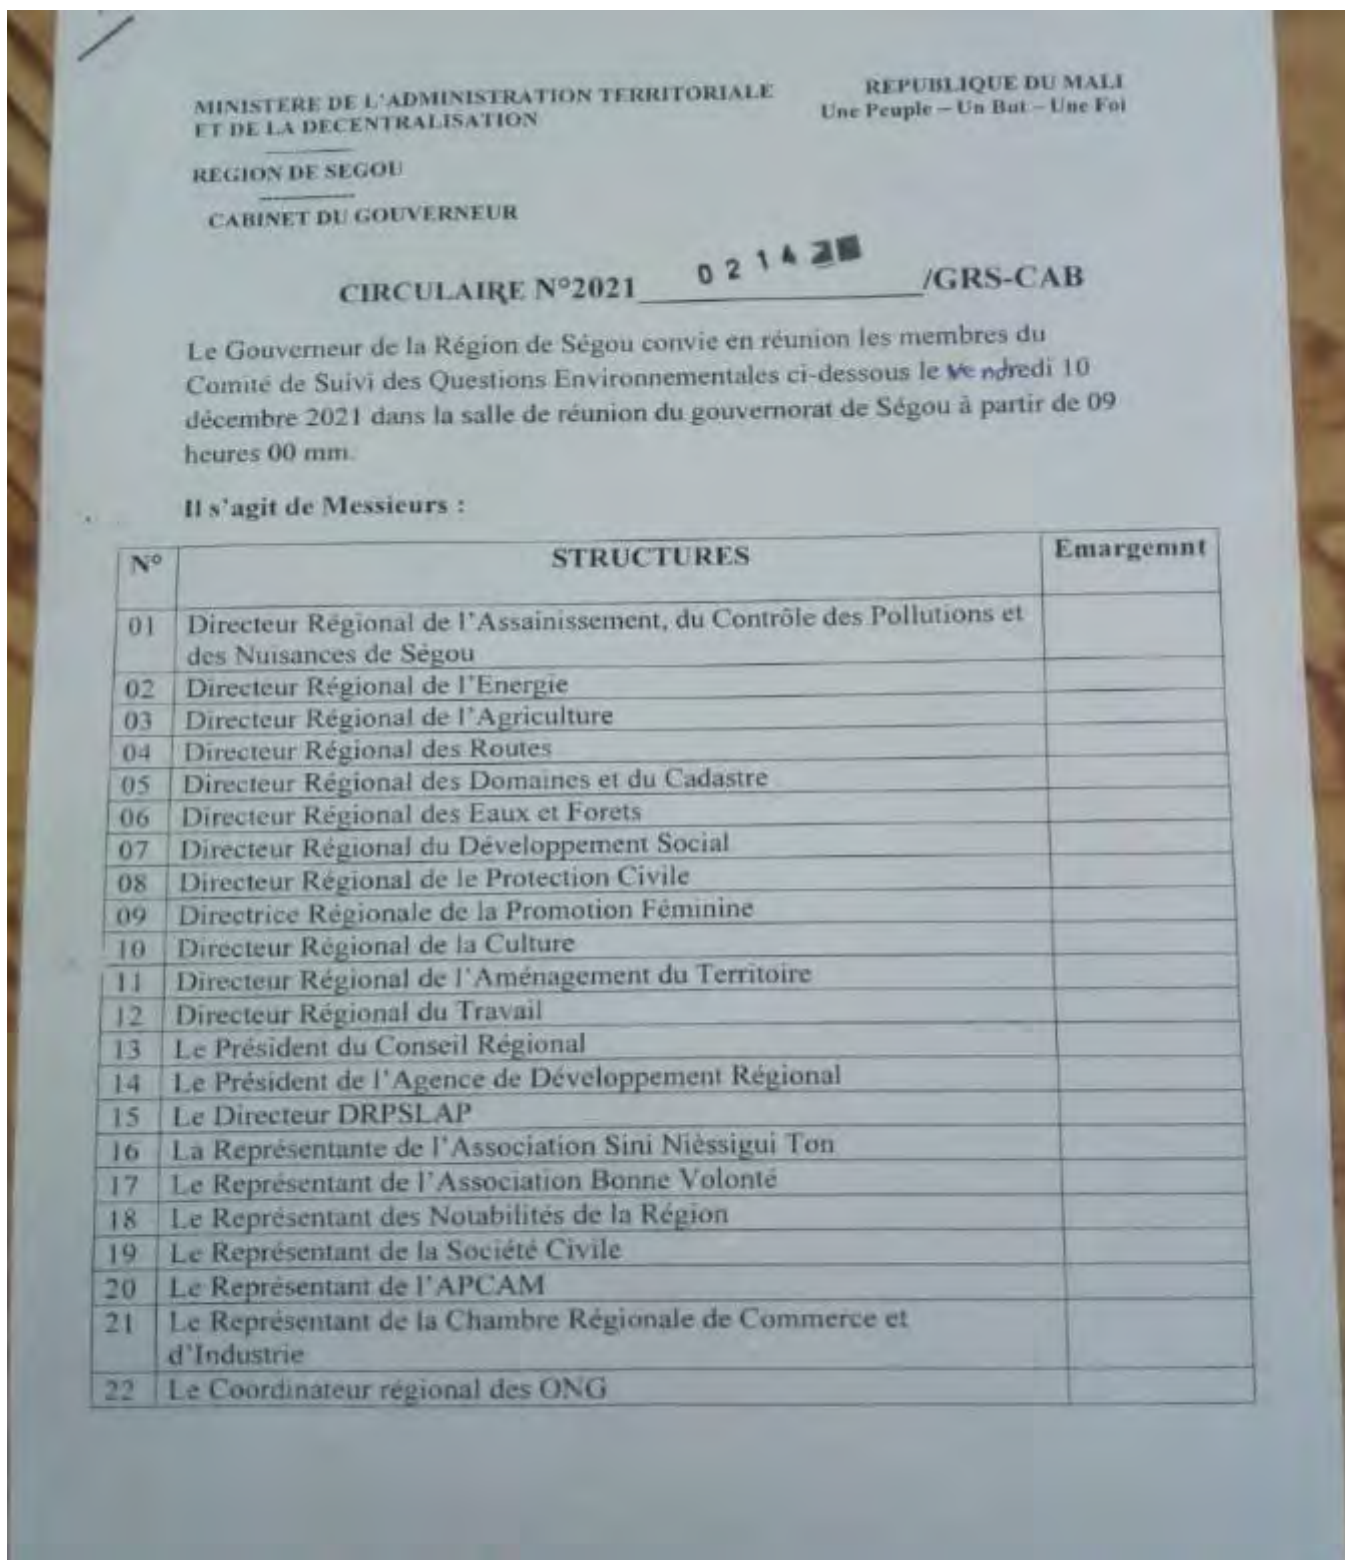 MINISTERE DE L'ADMINISTRATION TERRITORIALE
ET DE LA DECENTRALISATION
REPUBLIQUE DU MALI
Une Peuple – Un But – Une Foi
REGION DE SEGOU
CABINET DU GOUVERNEUR
CIRCULAIRE N°2021 0214 /GRS-CAB
Le Gouverneur de la Région de Ségou convie en réunion les membres du
Comité de Suivi des Questions Environnementales ci-dessous le vendredi 10
décembre 2021 dans la salle de réunion du gouvernorat de Ségou à partir de 09
heures 00 mm.
Il s'agit de Messieurs :
N° STRUCTURES Emargemnt
01 Directeur Régional de l'Assainissement, du Contrôle des Pollutions et
des Nuisances de Ségou
02 Directeur Régional de l'Energie
03 Directeur Régional de l'Agriculture
04 Directeur Régional des Routes
05 Directeur Régional des Domaines et du Cadastre
06 Directeur Régional des Eaux et Forets
07 Directeur Régional du Développement Social
08 Directeur Régional de le Protection Civile
09 Directrice Régionale de la Promotion Féminine
10 Directeur Régional de la Culture
11 Directeur Régional de l'Aménagement du Territoire
12 Directeur Régional du Travail
13 Le Président du Conseil Régional
14 Le Président de l'Agence de Développement Régional
15 Le Directeur DRPSLAP
16 La Représentante de l'Association Sini Nièssigui Ton
17 Le Représentant de l'Association Bonne Volonté
18 Le Représentant des Notabilités de la Région
19 Le Représentant de la Société Civile
20 Le Représentant de l'APCAM
21 Le Représentant de la Chambre Régionale de Commerce et
d'Industrie
22 Le Coordinateur régional des ONG